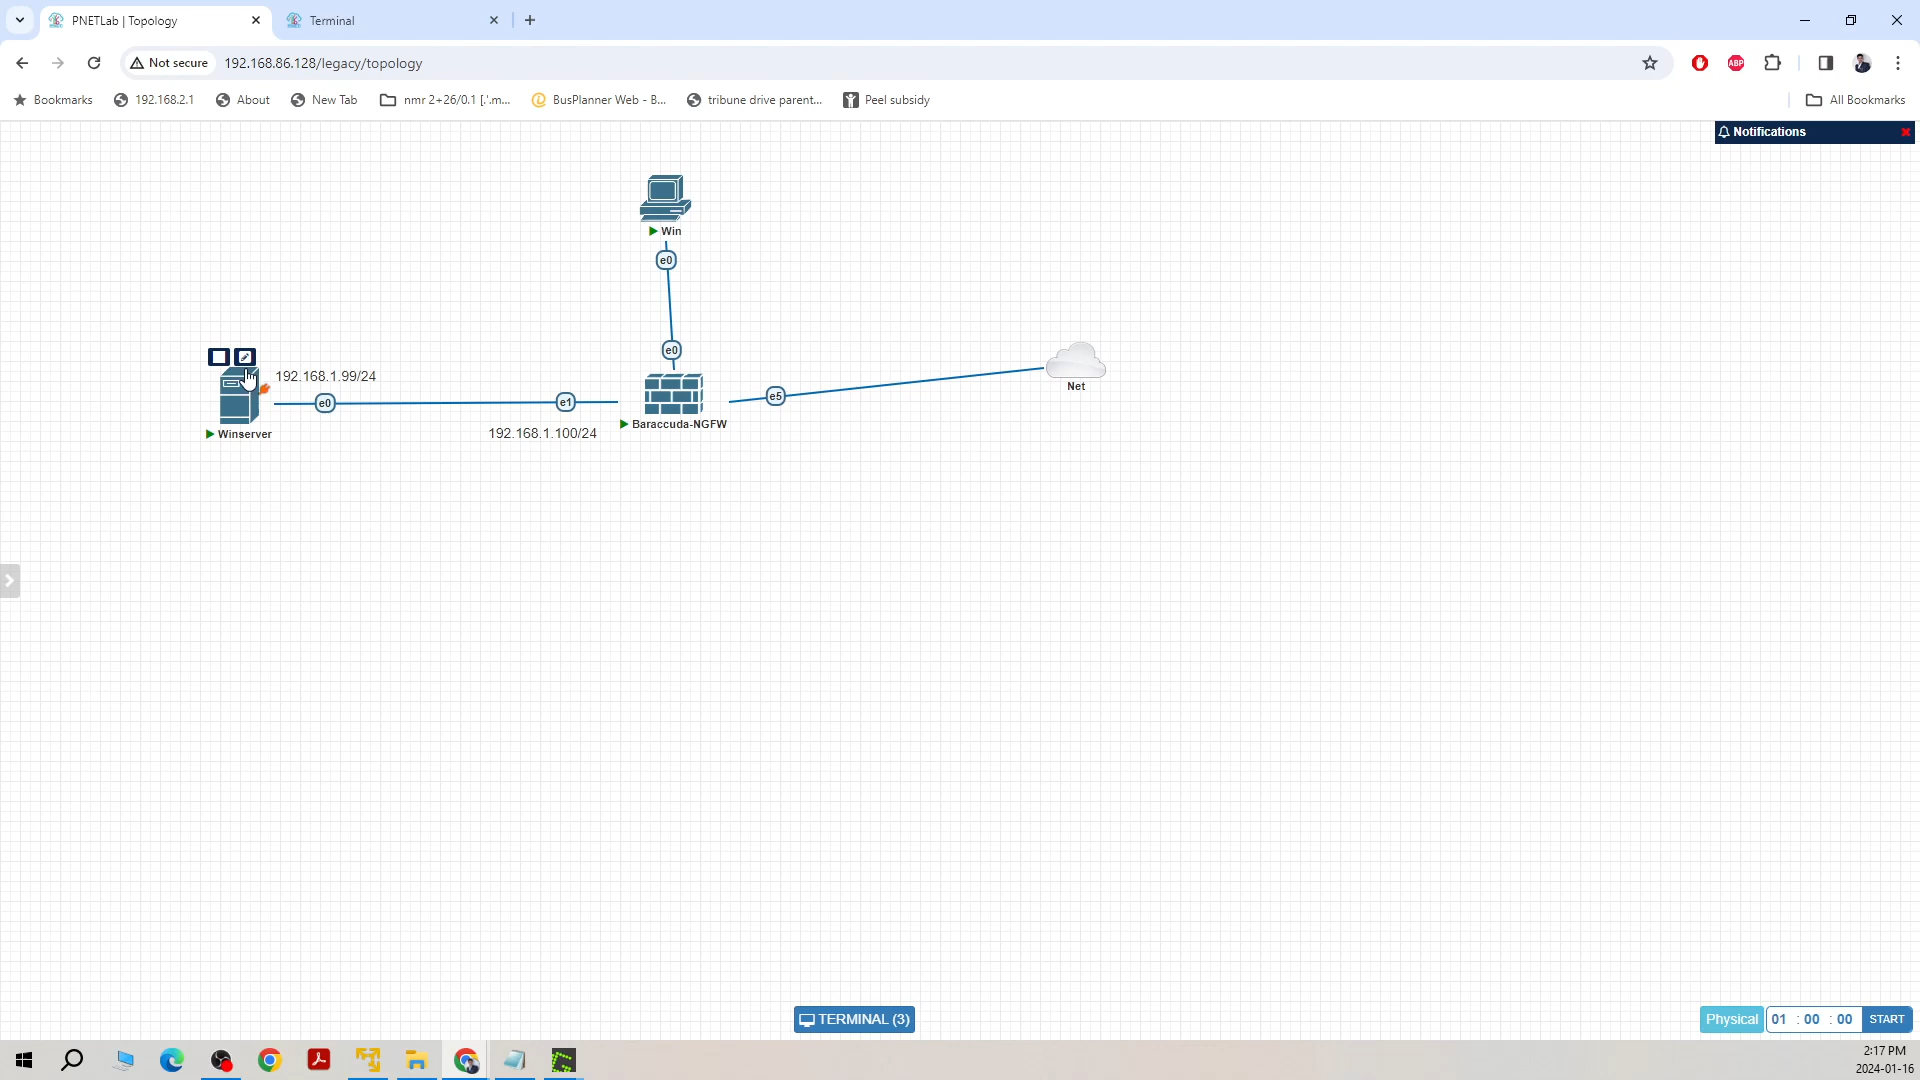 PNETLab | Topology
Terminal
Not secure
192.168.86.128/legacy/topology
ABP
Bookmarks
192.168.2.1
About
New Tab
nmr 2+26/0.1 [.'.m...
BusPlanner Web - B...
tribune drive parent...
Peel subsidy
All Bookmarks
Notifications
Win
e0
e0
192.168.1.99/24
Net
e5
e0
e1
Winserver
192.168.1.100/24
Baraccuda-NGFW
TERMINAL (3)
Physical
01 : 00 : 00
START
2:17 PM
2024-01-16